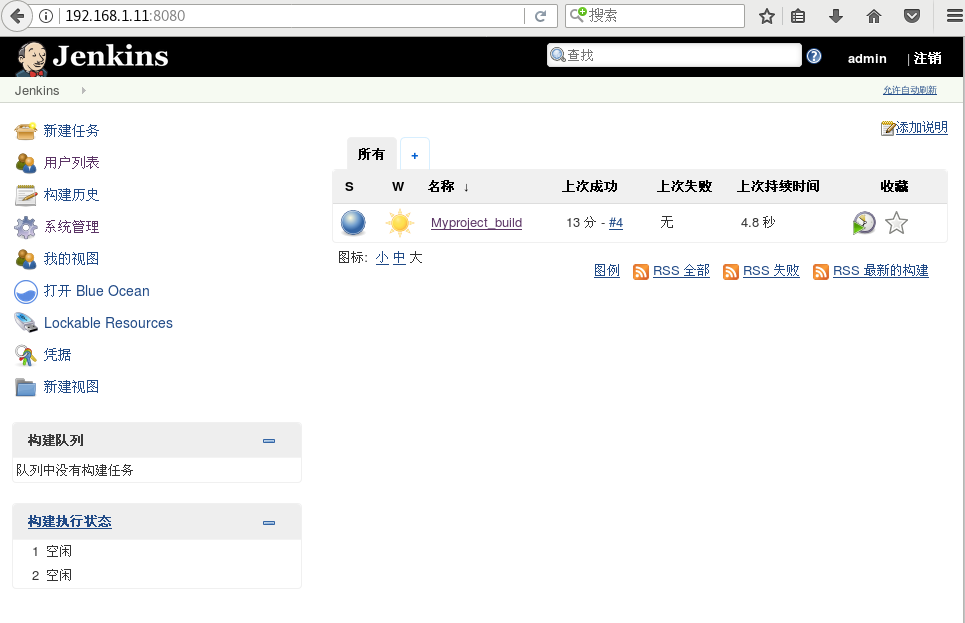 192.168.1.11:8080
搜索
Jenkins
查找
admin
| 注销
Jenkins
允许自动刷新
新建任务
用户列表
构建历史
系统管理
我的视图
打开 Blue Ocean
Lockable Resources
凭据
新建视图
构建队列
队列中没有构建任务
构建执行状态
1 空闲
2 空闲
添加说明
所有 +
S W 名称 ↓ 上次成功 上次失败 上次持续时间 收藏
Myproject_build 13 分 - #4 无 4.8 秒
图标: 小 中 大
图例 RSS 全部 RSS 失败 RSS 最新的构建